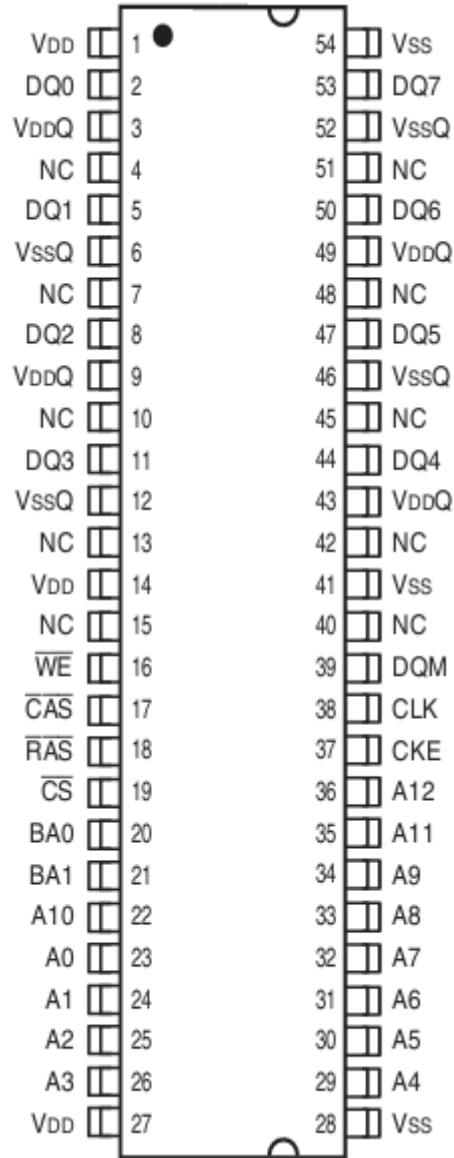 VDD 1 54 VSS
DQ0 2 53 DQ7
VDDQ 3 52 VSSQ
NC 4 51 NC
DQ1 5 50 DQ6
VSSQ 6 49 VDDQ
NC 7 48 NC
DQ2 8 47 DQ5
VDDQ 9 46 VSSQ
NC 10 45 NC
DQ3 11 44 DQ4
VSSQ 12 43 VDDQ
NC 13 42 NC
VDD 14 41 VSS
NC 15 40 NC
W̅E̅ 16 39 DQM
C̅A̅S̅ 17 38 CLK
R̅A̅S̅ 18 37 CKE
C̅S̅ 19 36 A12
BA0 20 35 A11
BA1 21 34 A9
A10 22 33 A8
A0 23 32 A7
A1 24 31 A6
A2 25 30 A5
A3 26 29 A4
VDD 27 28 VSS